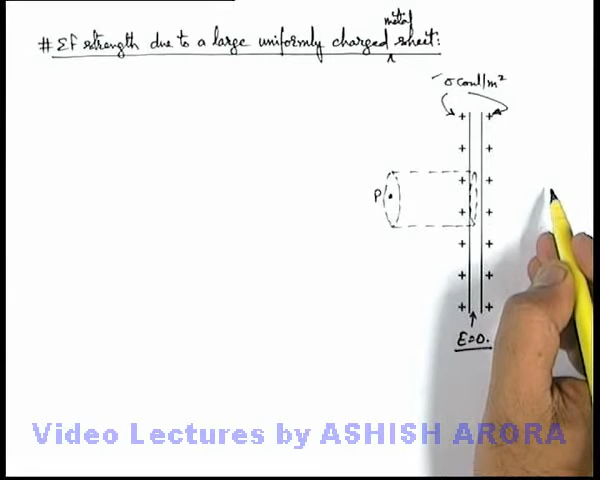 # EF strength due to a large uniformly charged metal sheet:
σ coul/m²
+ +
+ +
+ +
P
+ +
+ +
+ +
+ +
E=0.
Video Lectures by ASHISH ARORA